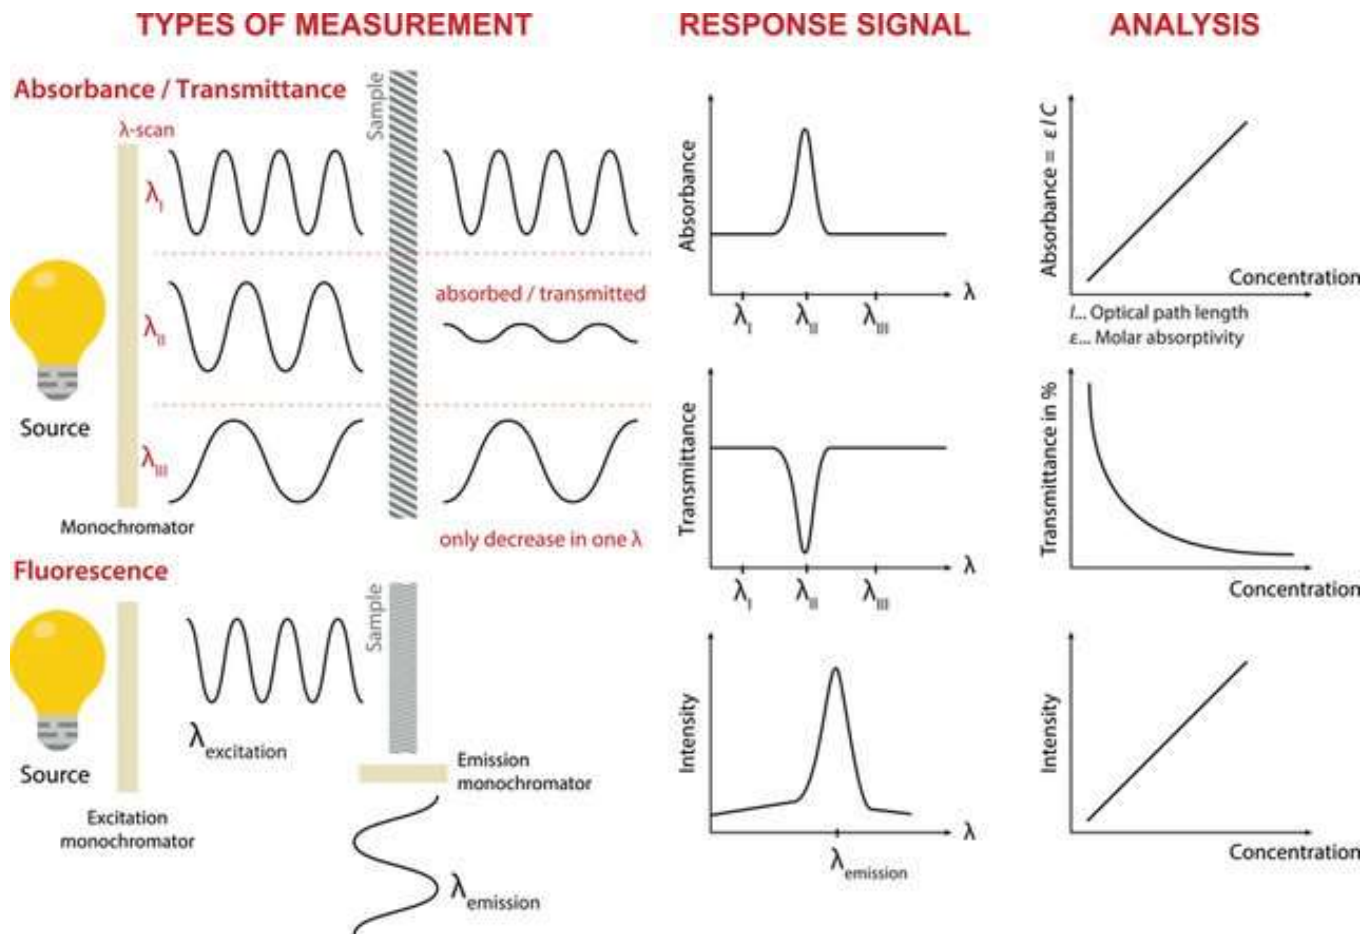 TYPES OF MEASUREMENT
RESPONSE SIGNAL
ANALYSIS
Absorbance / Transmittance
λ-scan
Sample
λI
λII
λIII
absorbed / transmitted
Source
Monochromator
only decrease in one λ
Absorbance
λ
λI
λII
λIII
Absorbance = ε l C
Concentration
l... Optical path length
ε... Molar absorptivity
Transmittance
λ
λI
λII
λIII
Transmittance in %
Concentration
Fluorescence
Sample
λexcitation
Source
Excitation
monochromator
Emission
monochromator
λemission
Intensity
λ
λemission
Intensity
Concentration